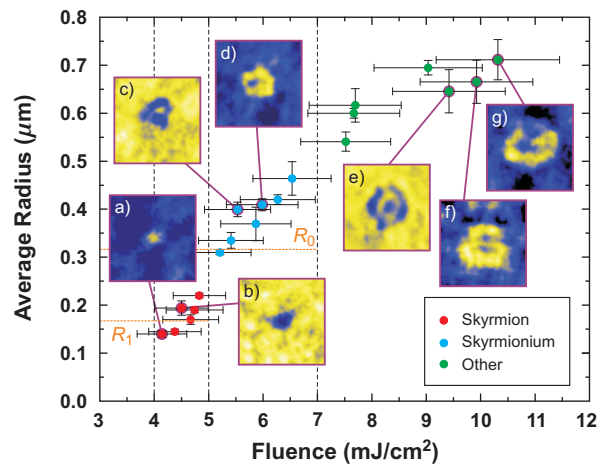 0.8
0.7
0.6
0.5
0.4
0.3
0.2
0.1
0.0
Average Radius (μm)
3 4 5 6 7 8 9 10 11 12
Fluence (mJ/cm²)
a)
b)
c)
d)
e)
f)
g)
R₀
R₁
Skyrmion
Skyrmionium
Other